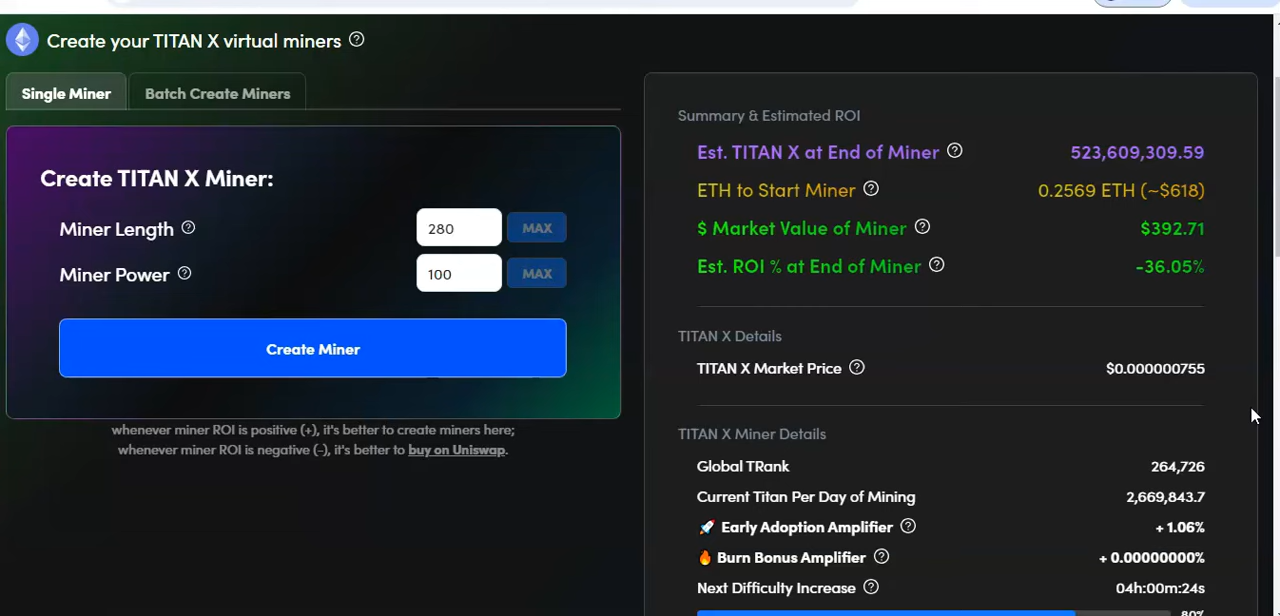 Create your TITAN X virtual miners
Single Miner
Batch Create Miners
Create TITAN X Miner:
Miner Length
280
MAX
Miner Power
100
MAX
Create Miner
whenever miner ROI is positive (+), it's better to create miners here;
whenever miner ROI is negative (-), it's better to buy on Uniswap.
Summary & Estimated ROI
Est. TITAN X at End of Miner 523,609,309.59
ETH to Start Miner 0.2569 ETH (~$618)
$ Market Value of Miner $392.71
Est. ROI % at End of Miner -36.05%
TITAN X Details
TITAN X Market Price $0.000000755
TITAN X Miner Details
Global TRank 264,726
Current Titan Per Day of Mining 2,669,843.7
🚀 Early Adoption Amplifier + 1.06%
🔥 Burn Bonus Amplifier + 0.00000000%
Next Difficulty Increase 04h:00m:24s
80%